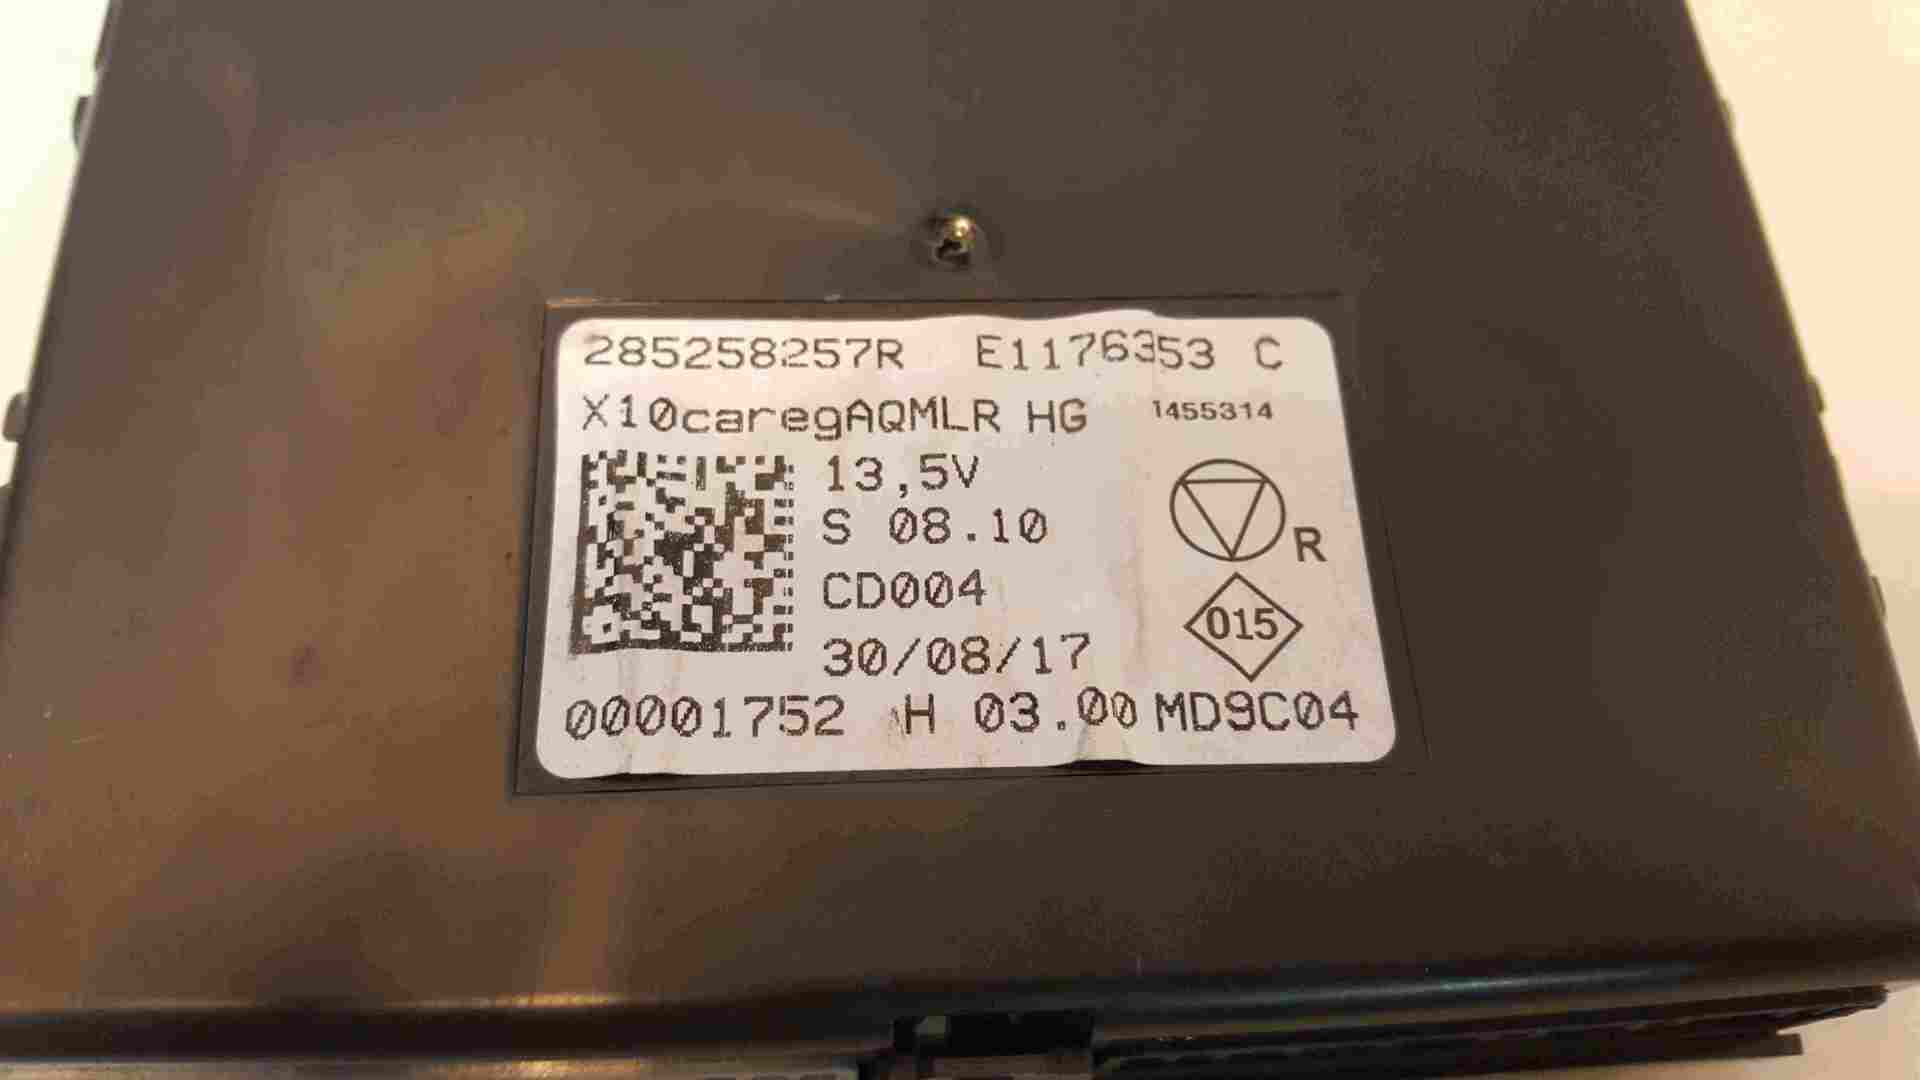 285258257R E1176353 C
X10caregAQMLR HG 1455314
13,5V
S 08.10
R
CD004
015
30/08/17
00001752 H 03.00 MD9C04